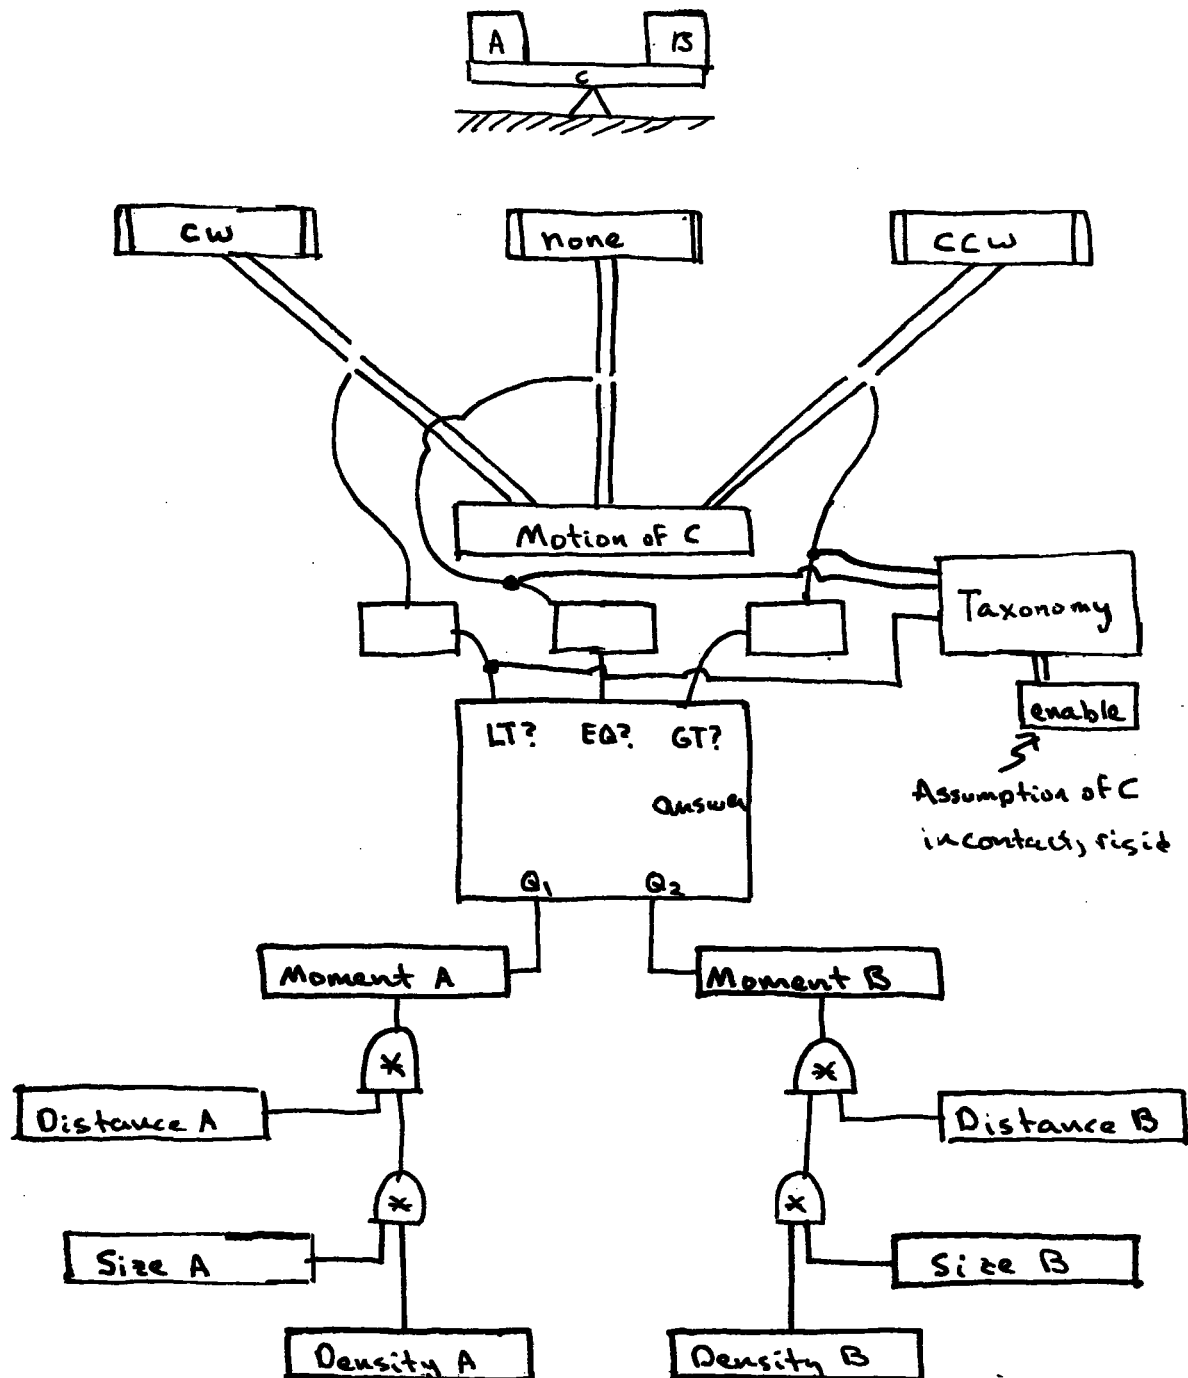 A B
C
CW none CCW
Motion of C
Taxonomy
enable
LT? EQ? GT?
Answer
Assumption of C
in contact, rigid
Q1 Q2
Moment A Moment B
*
*
Distance A Distance B
*
*
Size A Size B
Density A Density B